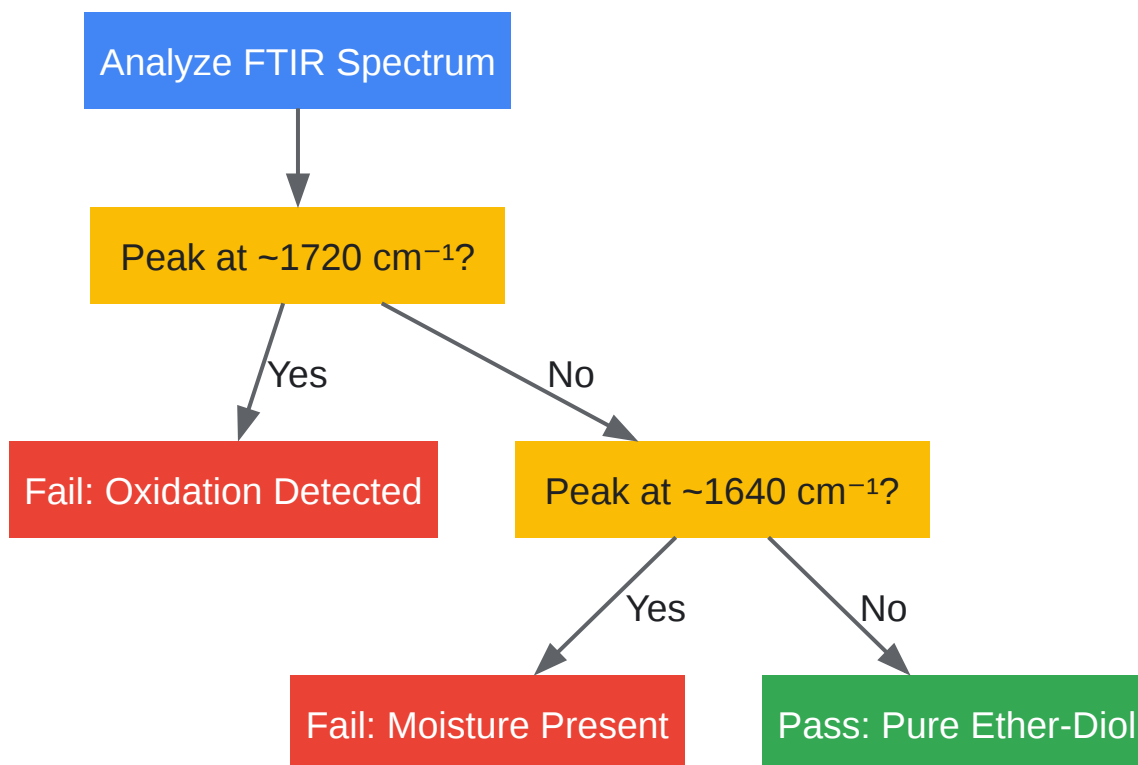 Analyze FTIR Spectrum
Peak at ~1720 cm⁻¹?
Yes
No
Fail: Oxidation Detected
Peak at ~1640 cm⁻¹?
Yes
No
Fail: Moisture Present
Pass: Pure Ether-Diol